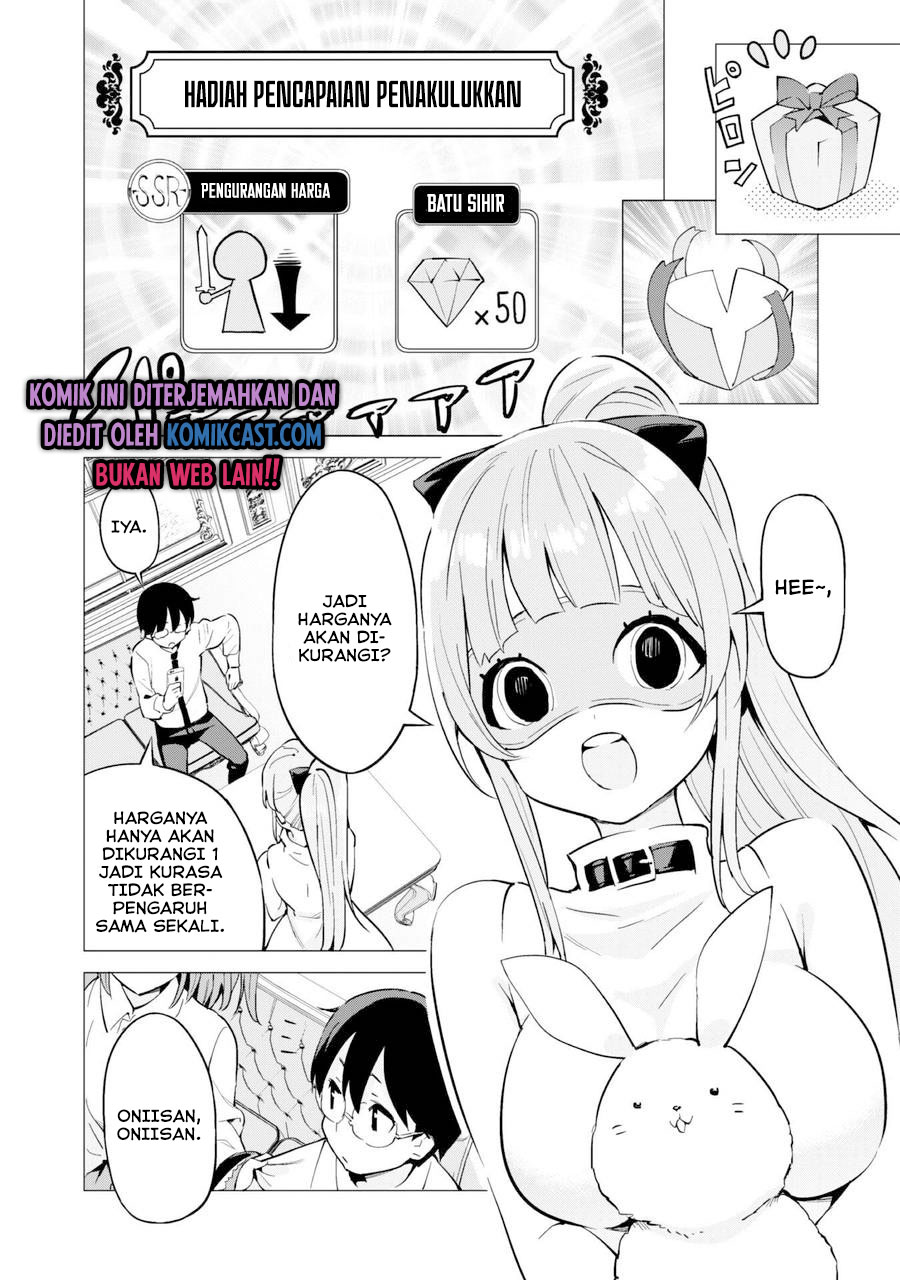 HADIAH PENCAPAIAN PENAKULUKKAN
ピロン
SSR
PENGURANGAN HARGA
BATU SIHIR
×50
KOMIK INI DITERJEMAHKAN DAN
DIEDIT OLEH KOMIKCAST.COM
BUKAN WEB LAIN!!
HEE~,
JADI
HARGANYA
AKAN DI-
KURANGI?
IYA.
HARGANYA
HANYA AKAN
DIKURANGI 1
JADI KURASA
TIDAK BER-
PENGARUH
SAMA SEKALI.
ONIISAN,
ONIISAN.